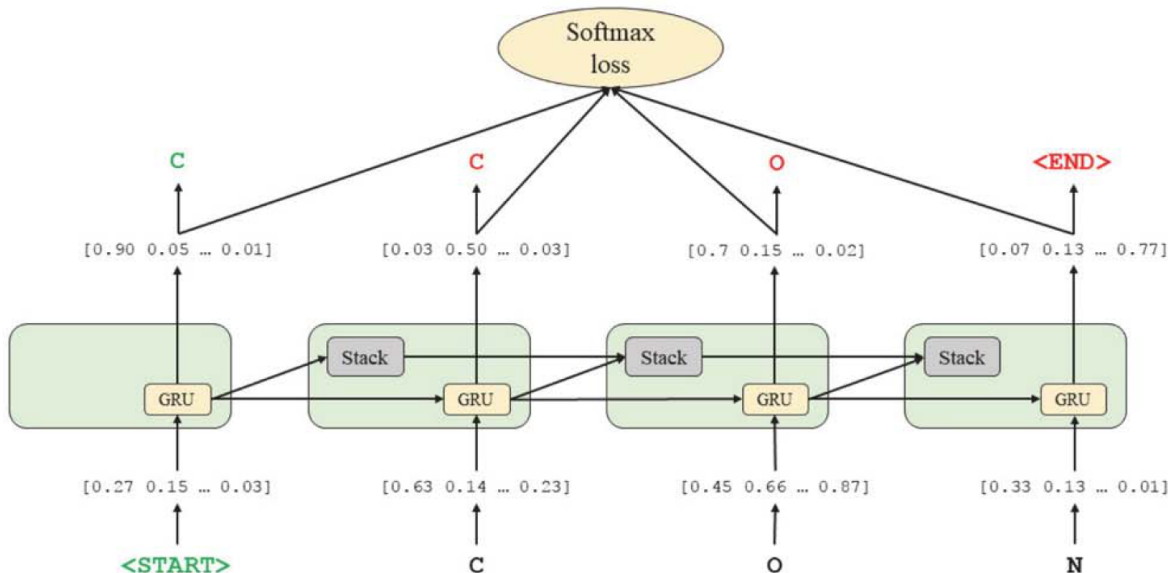 Softmax
loss
C C O <END>
[0.90 0.05 … 0.01] [0.03 0.50 … 0.03] [0.7 0.15 … 0.02] [0.07 0.13 … 0.77]
Stack Stack Stack
GRU GRU GRU GRU
[0.27 0.15 … 0.03] [0.63 0.14 … 0.23] [0.45 0.66 … 0.87] [0.33 0.13 … 0.01]
<START> C O N